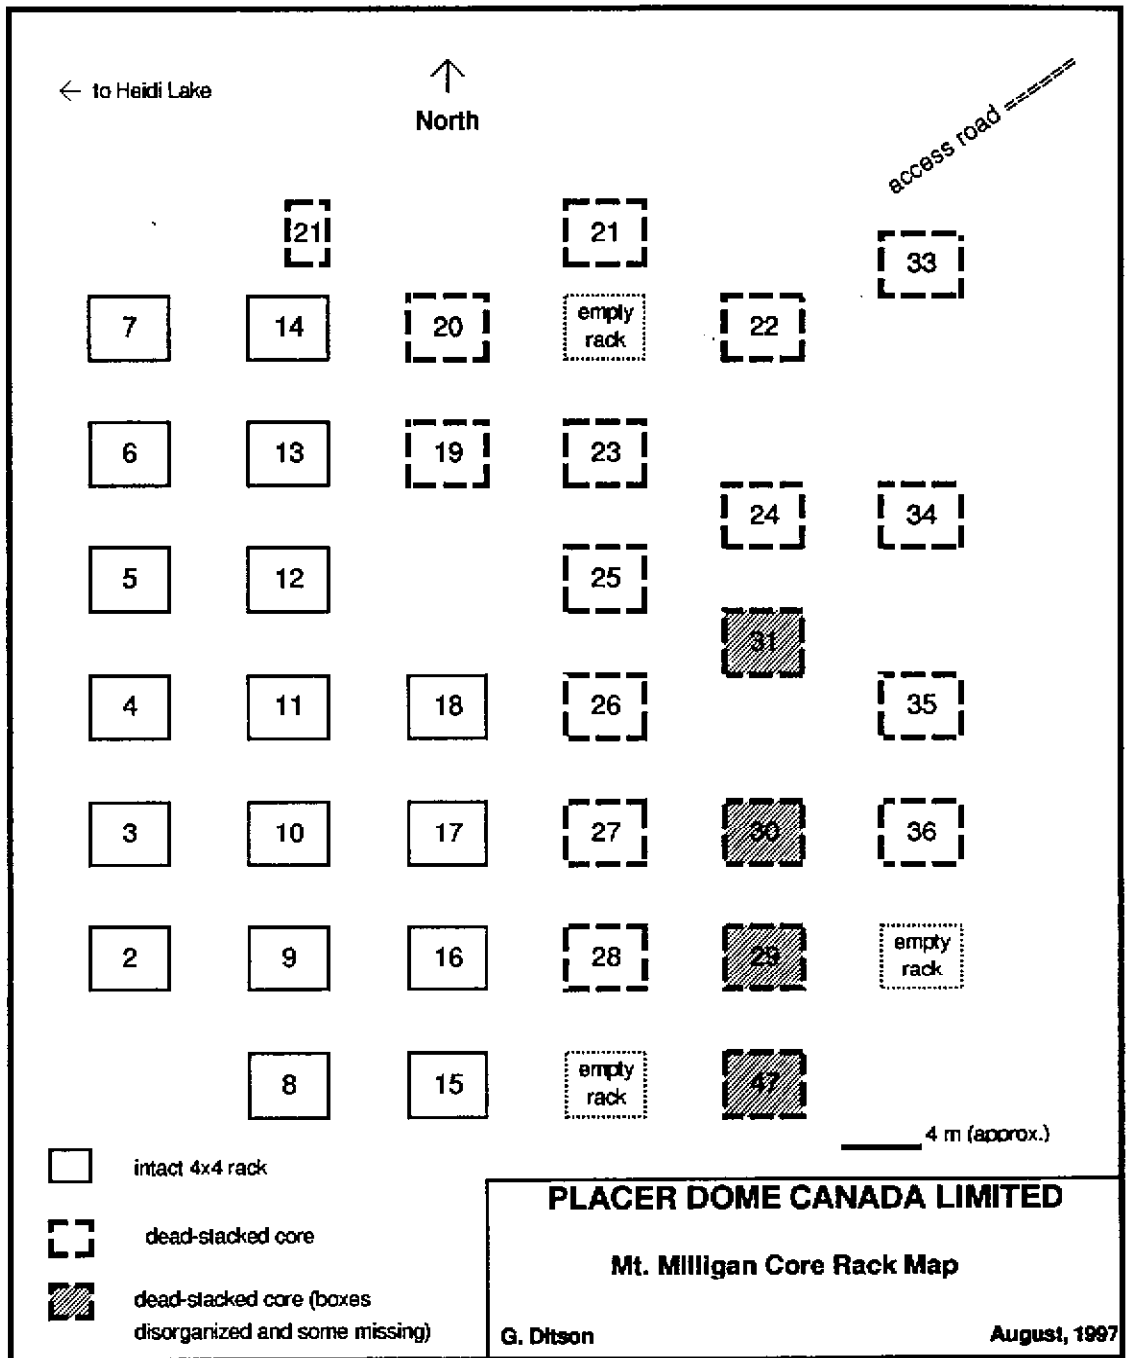 ← to Heidi Lake
↑
North
access road ======
21 21
33
7 14 20 empty rack 22
6 13 19 23
24 34
5 12 25
31
4 11 18 26 35
3 10 17 27 30 36
2 9 16 28 29 empty rack
8 15 empty rack 47
4 m (approx.)
intact 4x4 rack
dead-stacked core
dead-stacked core (boxes
disorganized and some missing)
PLACER DOME CANADA LIMITED
Mt. Milligan Core Rack Map
G. Ditson August, 1997